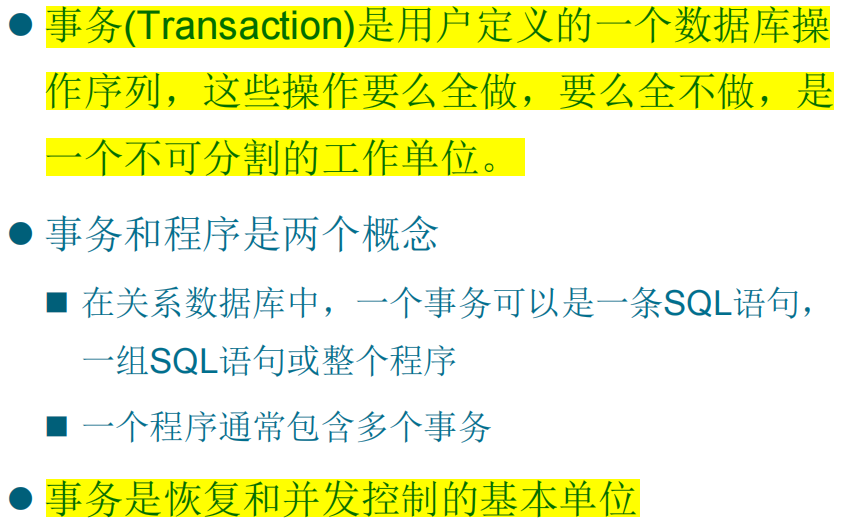 事务(Transaction)是用户定义的一个数据库操
作序列，这些操作要么全做，要么全不做，是
一个不可分割的工作单位。
事务和程序是两个概念
在关系数据库中，一个事务可以是一条SQL语句，
一组SQL语句或整个程序
一个程序通常包含多个事务
事务是恢复和并发控制的基本单位